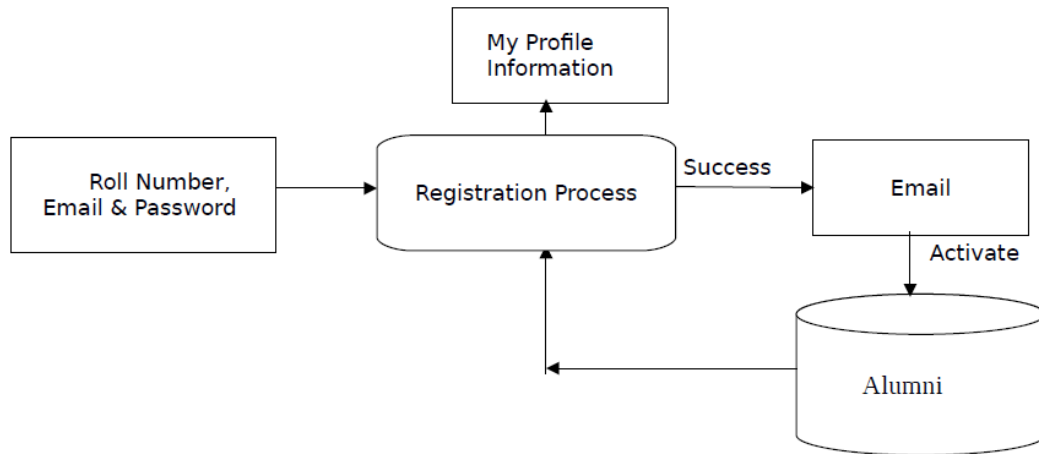 My Profile
Information
Roll Number,
Email & Password
Registration Process
Success
Email
Activate
Alumni